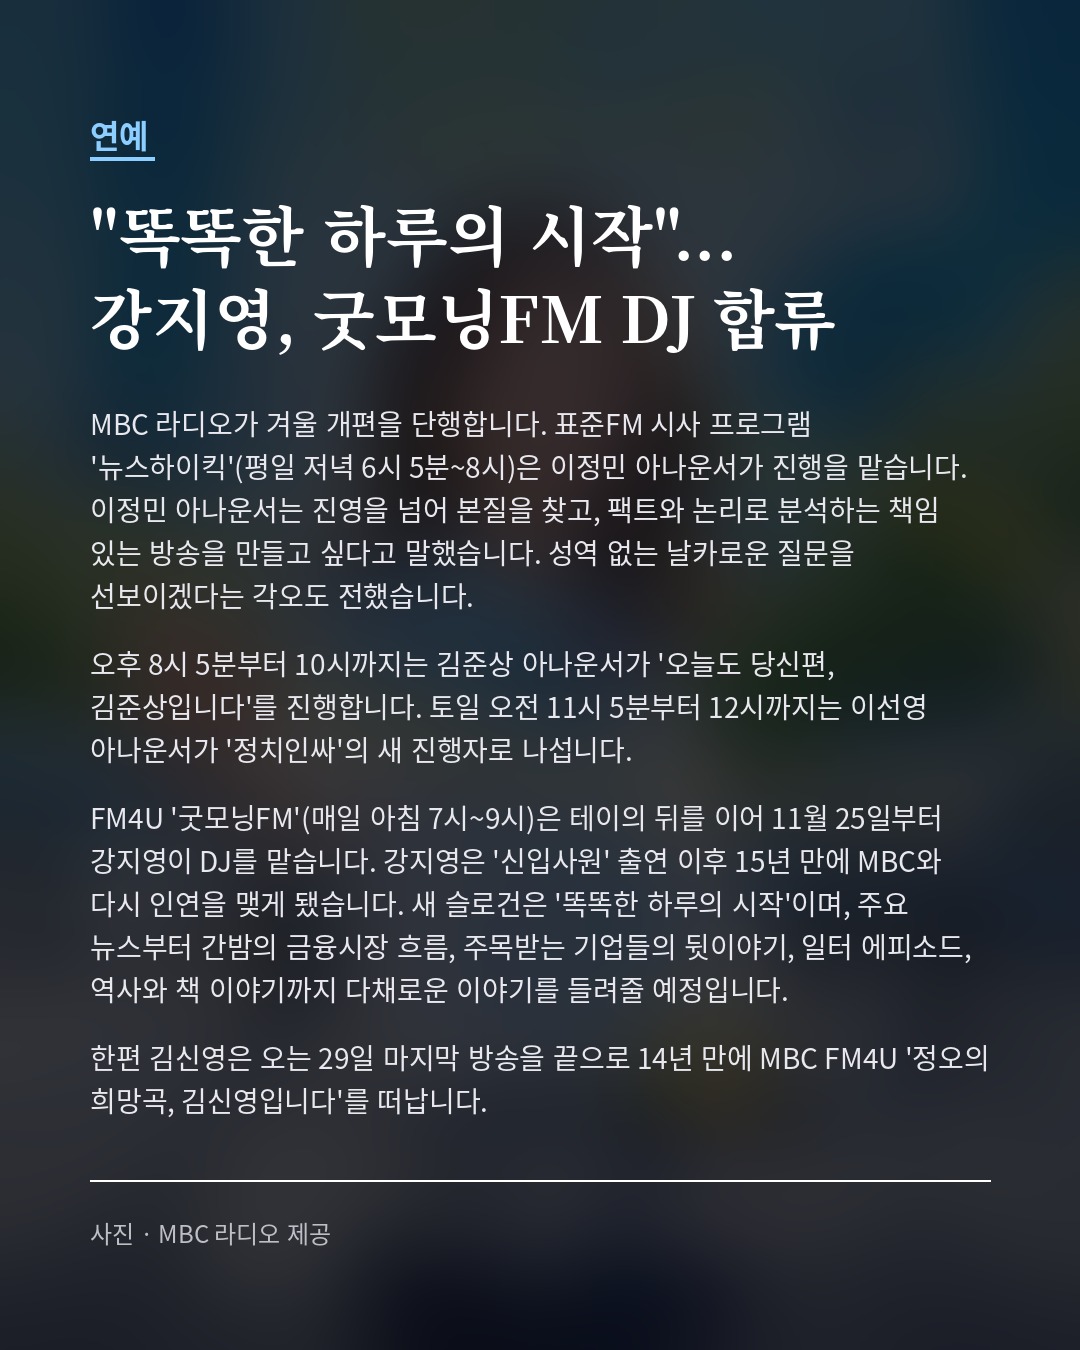 연예
"똑똑한 하루의 시작"...
강지영, 굿모닝FM DJ 합류
MBC 라디오가 겨울 개편을 단행합니다. 표준FM 시사 프로그램
'뉴스하이킥'(평일 저녁 6시 5분~8시)은 이정민 아나운서가 진행을 맡습니다.
이정민 아나운서는 진영을 넘어 본질을 찾고, 팩트와 논리로 분석하는 책임
있는 방송을 만들고 싶다고 말했습니다. 성역 없는 날카로운 질문을
선보이겠다는 각오도 전했습니다.
오후 8시 5분부터 10시까지는 김준상 아나운서가 '오늘도 당신편,
김준상입니다'를 진행합니다. 토일 오전 11시 5분부터 12시까지는 이선영
아나운서가 '정치인싸'의 새 진행자로 나섭니다.
FM4U '굿모닝FM'(매일 아침 7시~9시)은 테이의 뒤를 이어 11월 25일부터
강지영이 DJ를 맡습니다. 강지영은 '신입사원' 출연 이후 15년 만에 MBC와
다시 인연을 맺게 됐습니다. 새 슬로건은 '똑똑한 하루의 시작'이며, 주요
뉴스부터 간밤의 금융시장 흐름, 주목받는 기업들의 뒷이야기, 일터 에피소드,
역사와 책 이야기까지 다채로운 이야기를 들려줄 예정입니다.
한편 김신영은 오는 29일 마지막 방송을 끝으로 14년 만에 MBC FM4U '정오의
희망곡, 김신영입니다'를 떠납니다.
사진 · MBC 라디오 제공